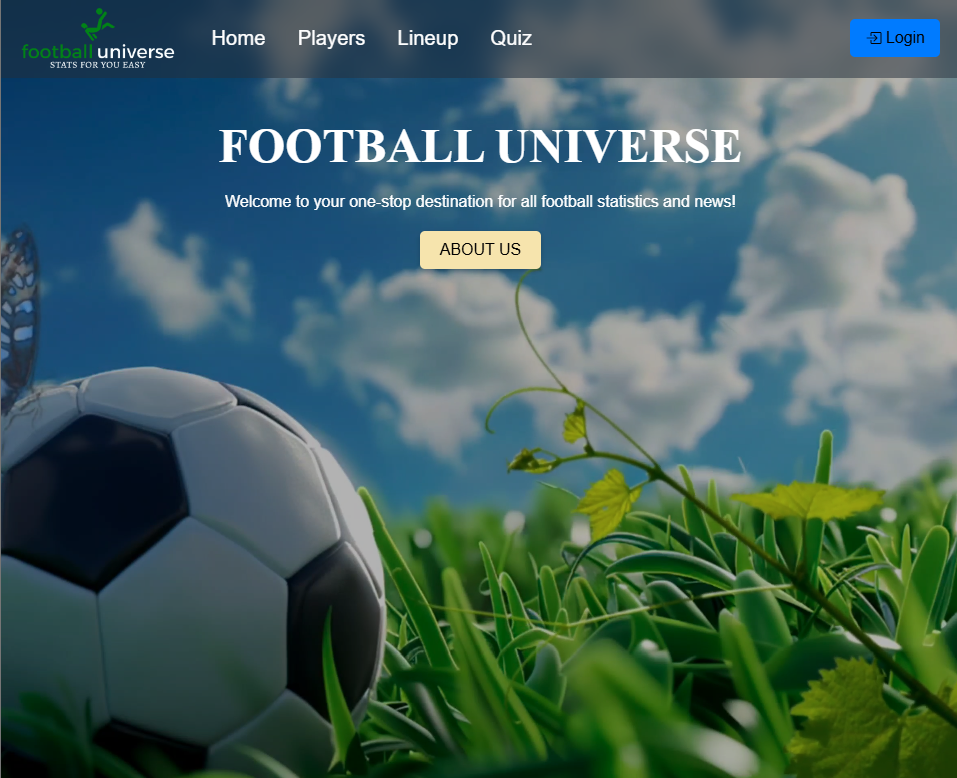 football universe
STATS FOR YOU EASY
Home Players Lineup Quiz
Login
FOOTBALL UNIVERSE
Welcome to your one-stop destination for all football statistics and news!
ABOUT US